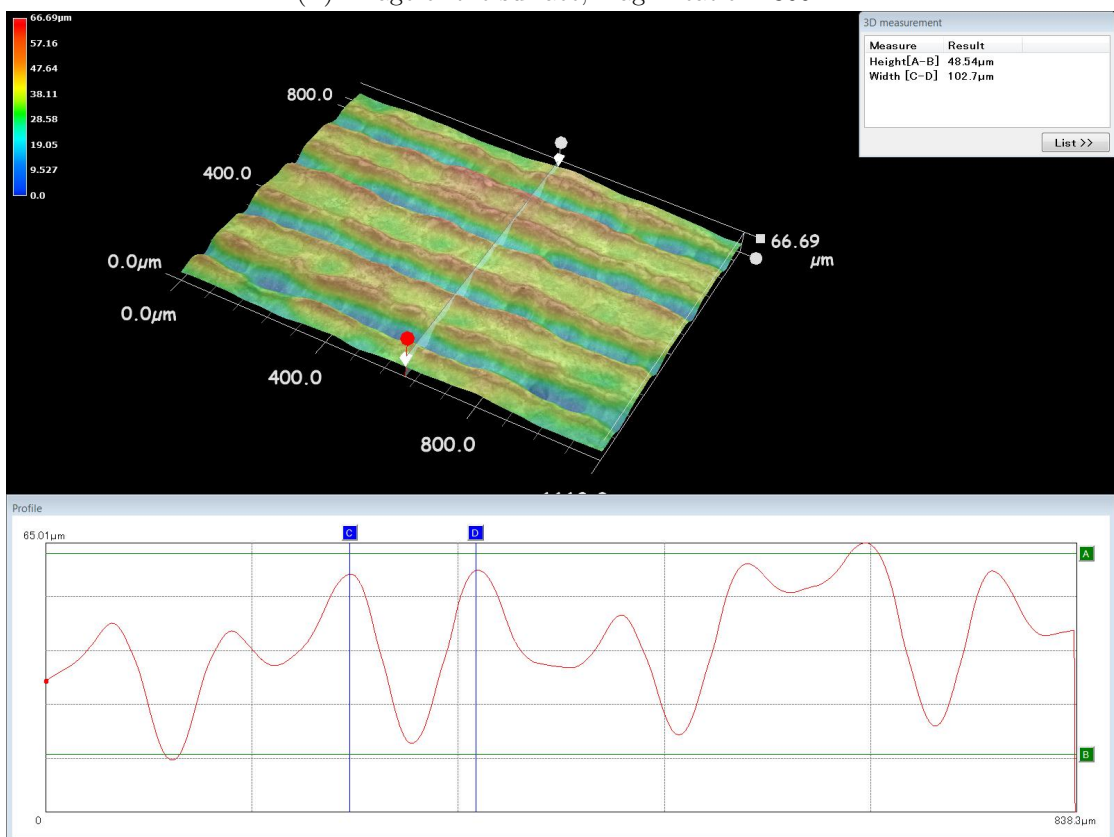 66.69µm
57.16
47.64
38.11
28.58
19.05
9.527
0.0
3D measurement
Measure Result
Height[A-B] 48.54µm
Width [C-D] 102.7µm
List >>
800.0
400.0
0.0µm
0.0µm
400.0
800.0
66.69
µm
Profile
65.01µm
C
D
A
B
0
838.3µm